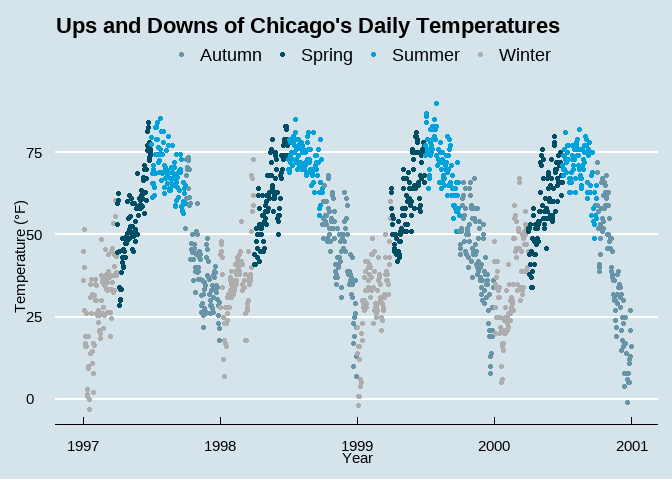 Ups and Downs of Chicago's Daily Temperatures
Autumn Spring Summer Winter
75
50
25
0
Temperature (°F)
1997 1998 1999 2000 2001
Year